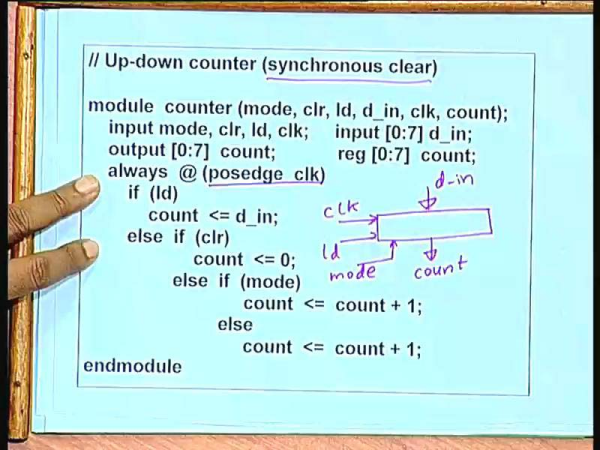 // Up-down counter (synchronous clear)
module counter (mode, clr, ld, d_in, clk, count);
input mode, clr, ld, clk; input [0:7] d_in;
output [0:7] count; reg [0:7] count;
always @ (posedge clk)
if (ld)
count <= d_in;
else if (clr)
count <= 0;
else if (mode)
count <= count + 1;
else
count <= count + 1;
endmodule
d-in
clk
ld
mode
count